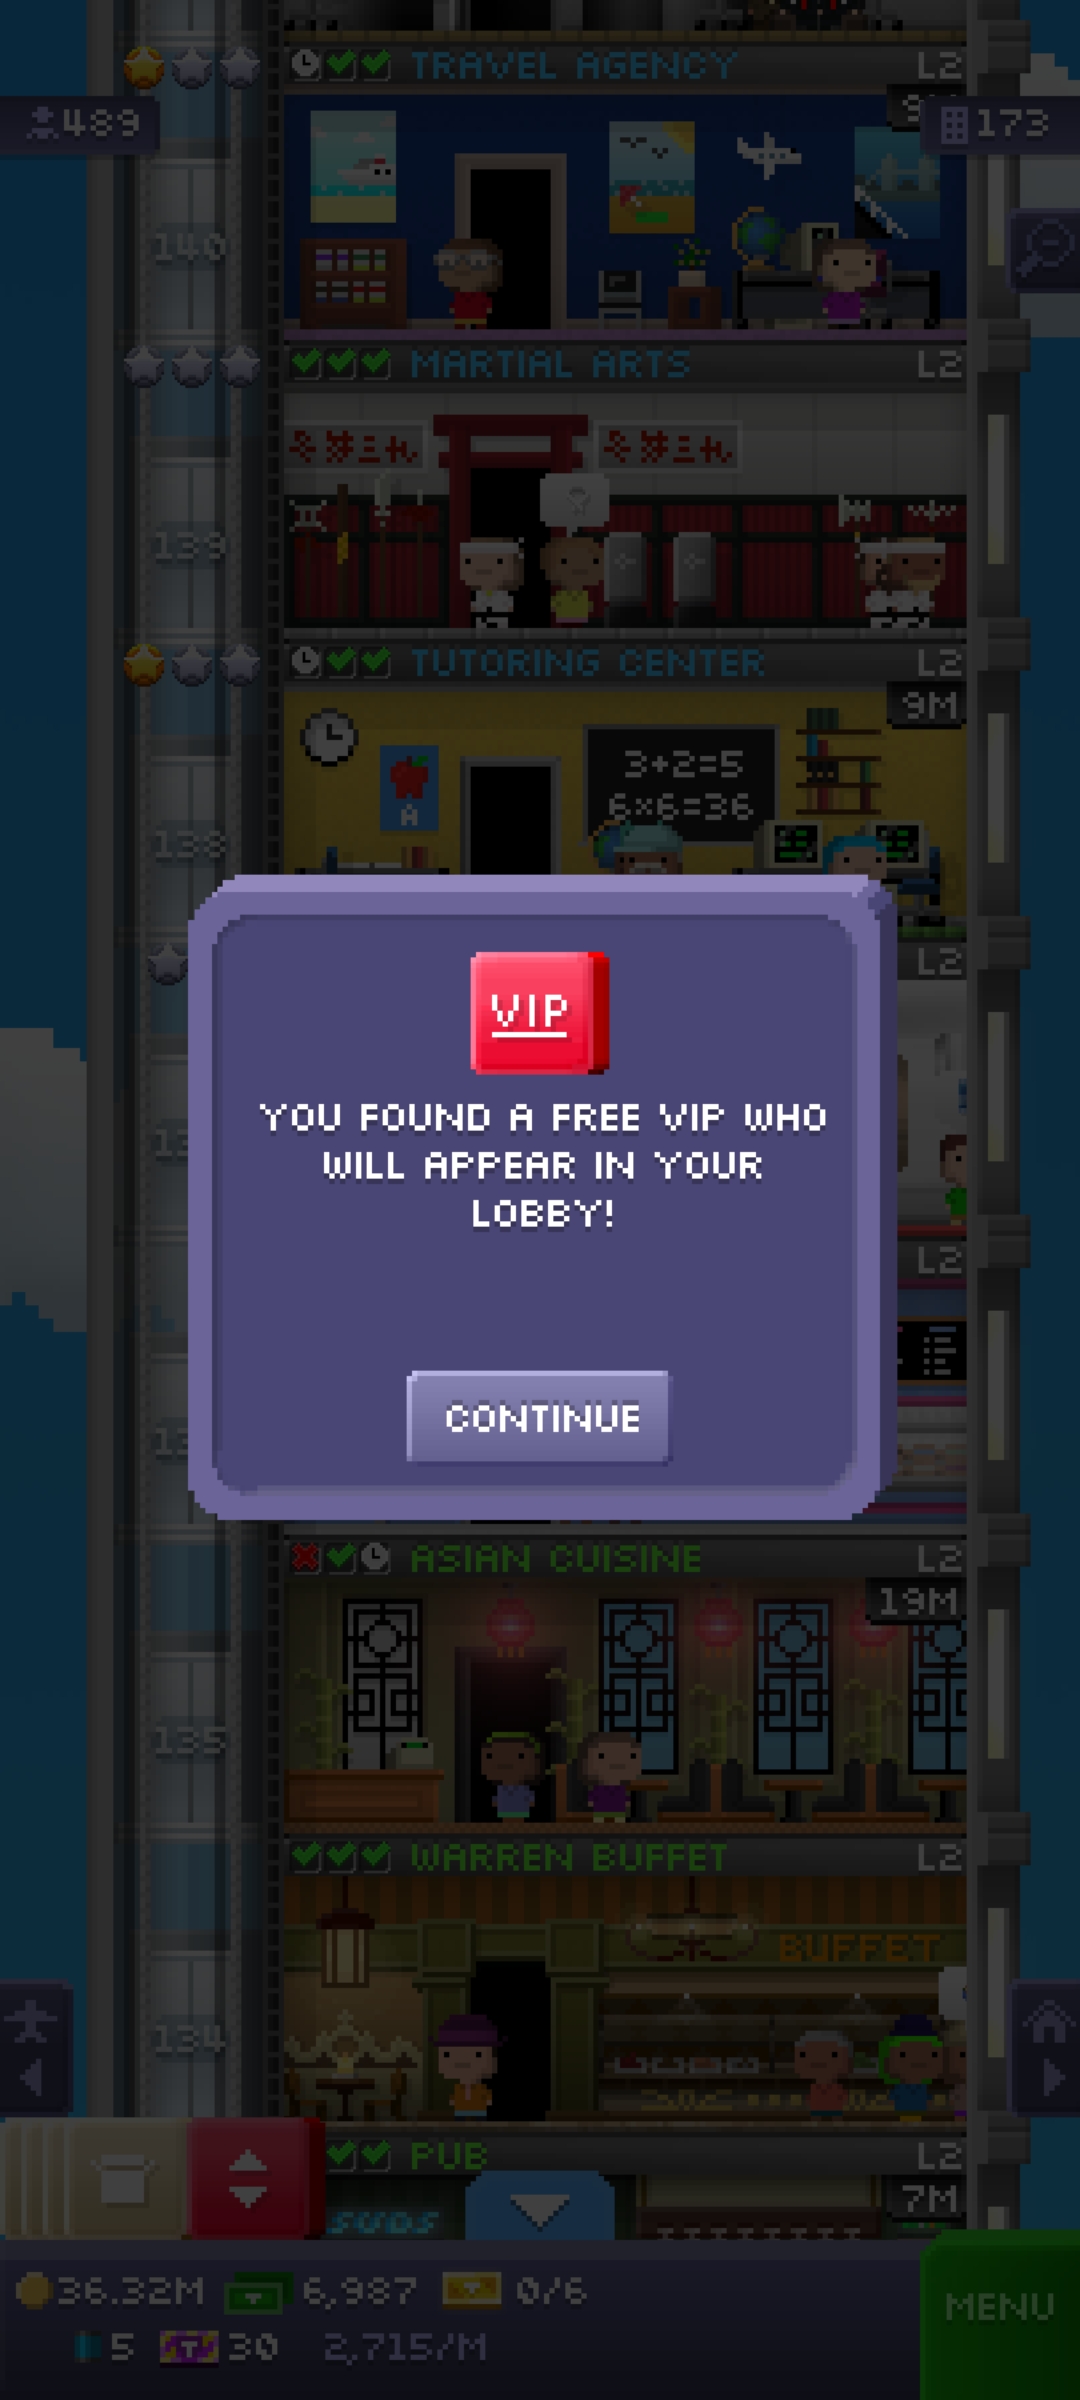 TRAVEL AGENCY L2
489
173
140
MARTIAL ARTS L2
139
TUTORING CENTER L2
9M
3+2=5
6x6=36
A
138
L2
VIP
YOU FOUND A FREE VIP WHO
WILL APPEAR IN YOUR
LOBBY!
L2
CONTINUE
ASIAN CUISINE L2
19M
135
WARREN BUFFET L2
BUFFET
134
PUB L2
7M
SUDS
36.32M 6,987 0/6
MENU
5 T 30 2,715/M